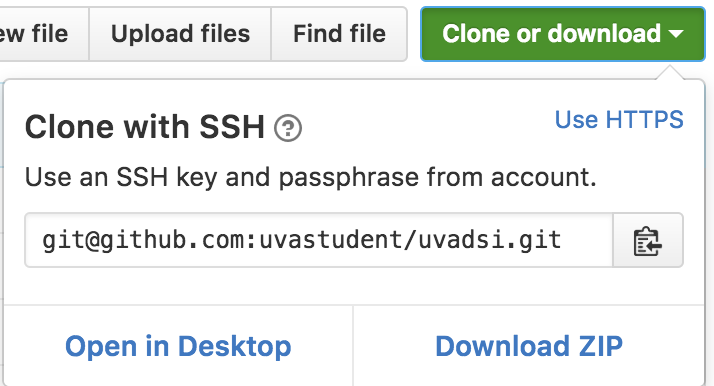 ew file Upload files Find file Clone or download
Clone with SSH ? Use HTTPS
Use an SSH key and passphrase from account.
git@github.com:uvastudent/uvadsi.git
Open in Desktop Download ZIP